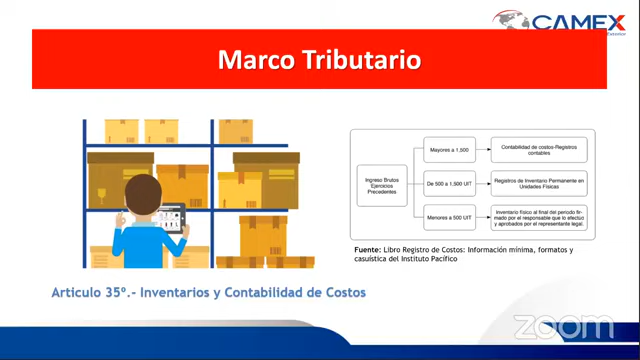 CAMEX
Exterior
Marco Tributario
Ingreso Brutos
Ejercicios
Precedentes
Mayores a 1,500
Contabilidad de costos-Registros
contables
De 500 a 1,500 UIT
Registros de Inventario Permanente en
Unidades Físicas
Menores a 500 UIT
Inventario físico al final del periodo fir-
mado por el responsable que lo efectuo
y aprobados por el representante legal.
Fuente: Libro Registro de Costos: Información mínima, formatos y
casuística del Instituto Pacífico
Articulo 35º.- Inventarios y Contabilidad de Costos
zoom